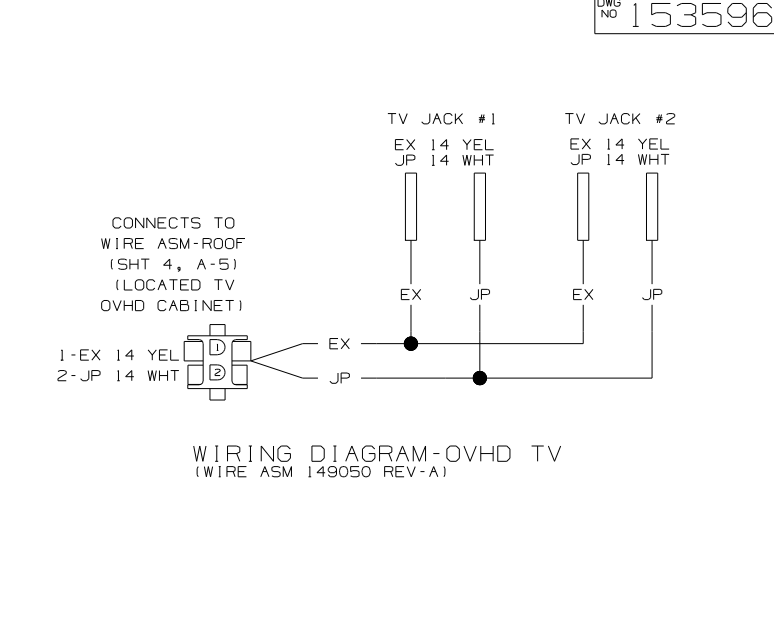 DWG
NO 153596
TV JACK #1
EX 14 YEL
JP 14 WHT
TV JACK #2
EX 14 YEL
JP 14 WHT
CONNECTS TO
WIRE ASM-ROOF
(SHT 4, A-5)
(LOCATED TV
OVHD CABINET)
EX
JP
EX
JP
1-EX 14 YEL
2-JP 14 WHT
1
2
EX
JP
WIRING DIAGRAM-OVHD TV
(WIRE ASM 149050 REV-A)